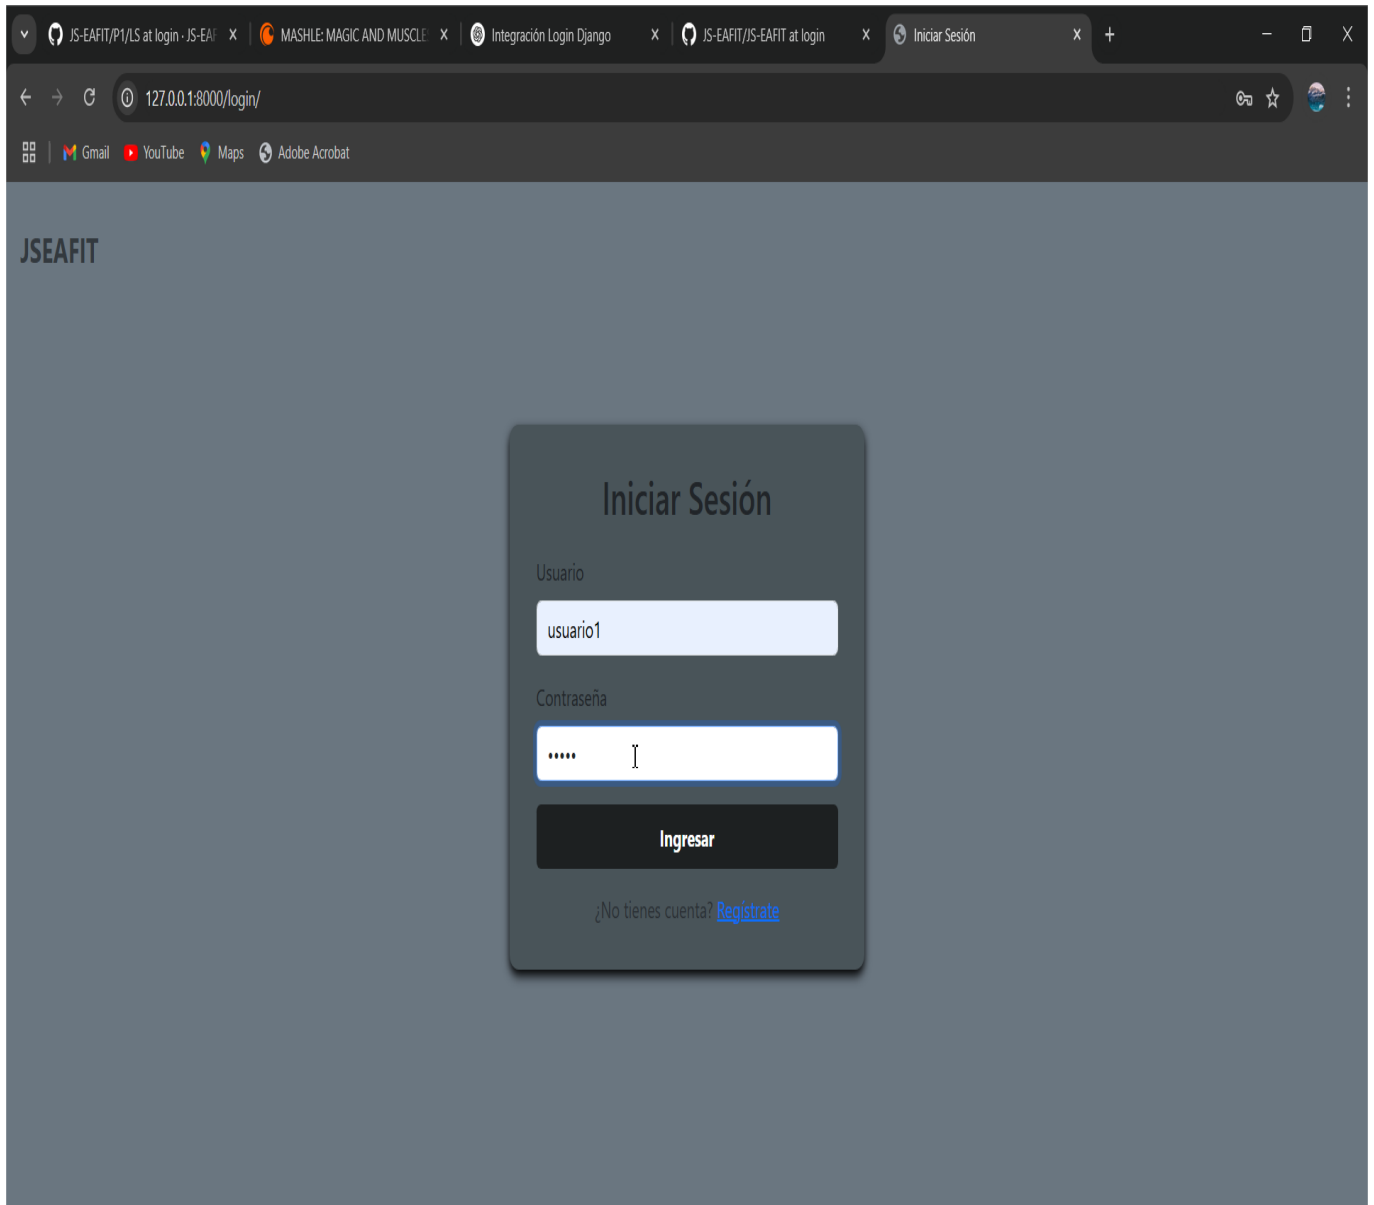 JS-EAFIT/P1/LS at login · JS-EAF
MASHLE: MAGIC AND MUSCLE
Integración Login Django
JS-EAFIT/JS-EAFIT at login
Iniciar Sesión
127.0.0.1:8000/login/
Gmail YouTube Maps Adobe Acrobat
JSEAFIT
Iniciar Sesión
Usuario
usuario1
Contraseña
•••••
Ingresar
¿No tienes cuenta? Regístrate